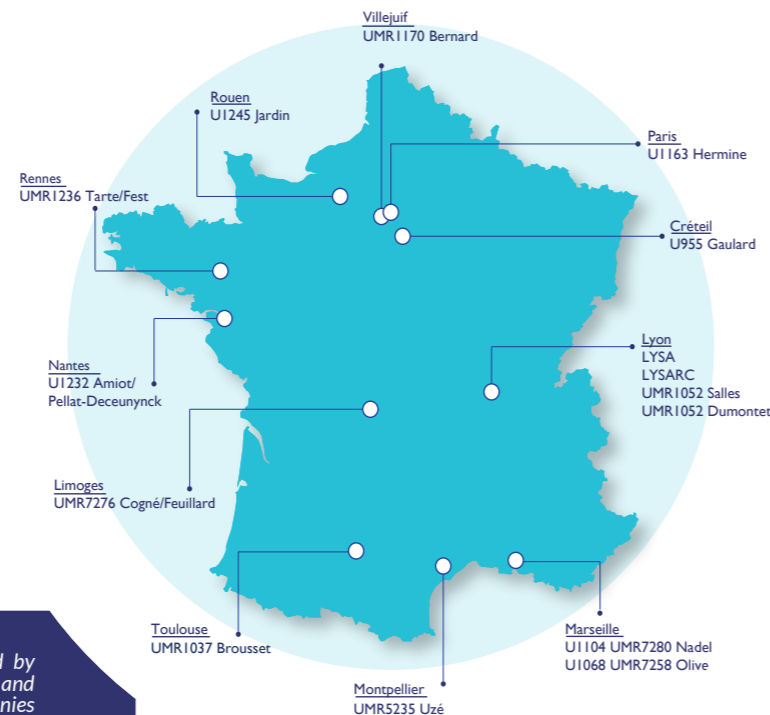 Villejuif
UMR1170 Bernard
Rouen
U1245 Jardin
Paris
U1163 Hermine
Rennes
UMR1236 Tarte/Fest
Créteil
U955 Gaulard
Lyon
LYSA
LYSARC
UMR1052 Salles
UMR1052 Dumontet
Nantes
U1232 Amiot/
Pellat-Deceunynck
Limoges
UMR7276 Cogné/Feuillard
Toulouse
UMR1037 Brousset
Marseille
U1104 UMR7280 Nadel
U1068 UMR7258 Olive
Montpellier
UMR5235 Uzé
by
and